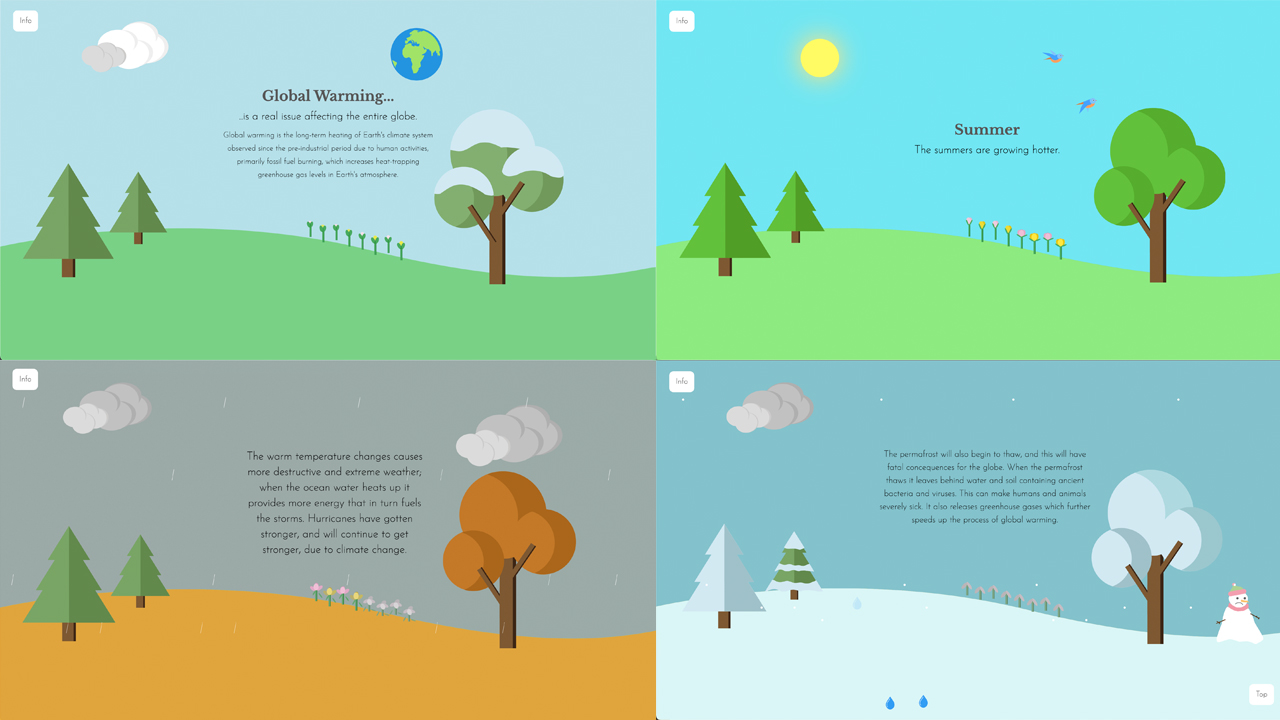 Info
Global Warming...
...is a real issue affecting the entire globe.
Global warming is the long-term heating of Earth's climate system
observed since the pre-industrial period due to human activities,
primarily fossil fuel burning, which increases heat-trapping
greenhouse gas levels in Earth's atmosphere.
Info
Summer
The summers are growing hotter.
Info
The warm temperature changes causes
more destructive and extreme weather;
when the ocean water heats up it
provides more energy that in turn fuels
the storms. Hurricanes have gotten
stronger, and will continue to get
stronger, due to climate change.
Info
The permafrost will also begin to thaw, and this will have
fatal concequences for the globe. When the permafrost
thaws it leaves behind water and soil containing ancient
bacteria and viruses. This can make humans and animals
severely sick. It also releases greenhouse gases which further
speeds up the process of global warming.
Top